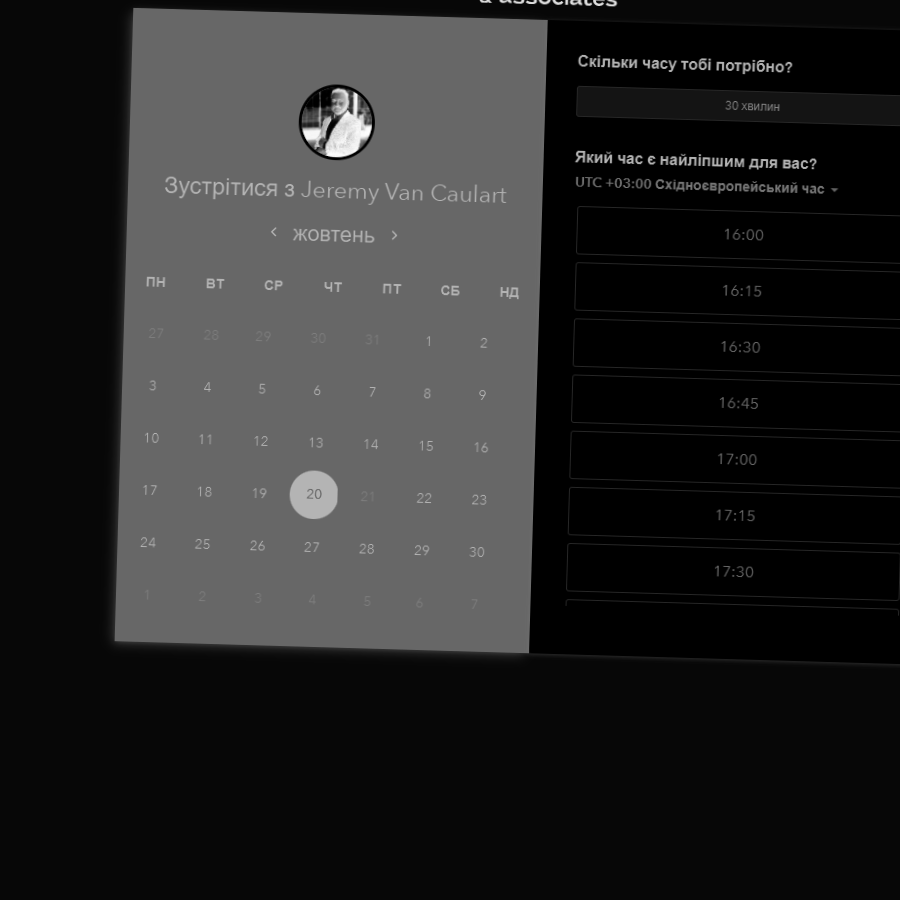 & associates
Зустрітися з Jeremy Van Caulart
жовтень
ПН ВТ СР ЧТ ПТ СБ НД
27 28 29 30 31 1 2
3 4 5 6 7 8 9
10 11 12 13 14 15 16
17 18 19 20 21 22 23
24 25 26 27 28 29 30
1 2 3 4 5 6 7
Скільки часу тобі потрібно?
30 хвилин
Який час є найліпшим для вас?
UTC +03:00 Східноєвропейський час
16:00
16:15
16:30
16:45
17:00
17:15
17:30